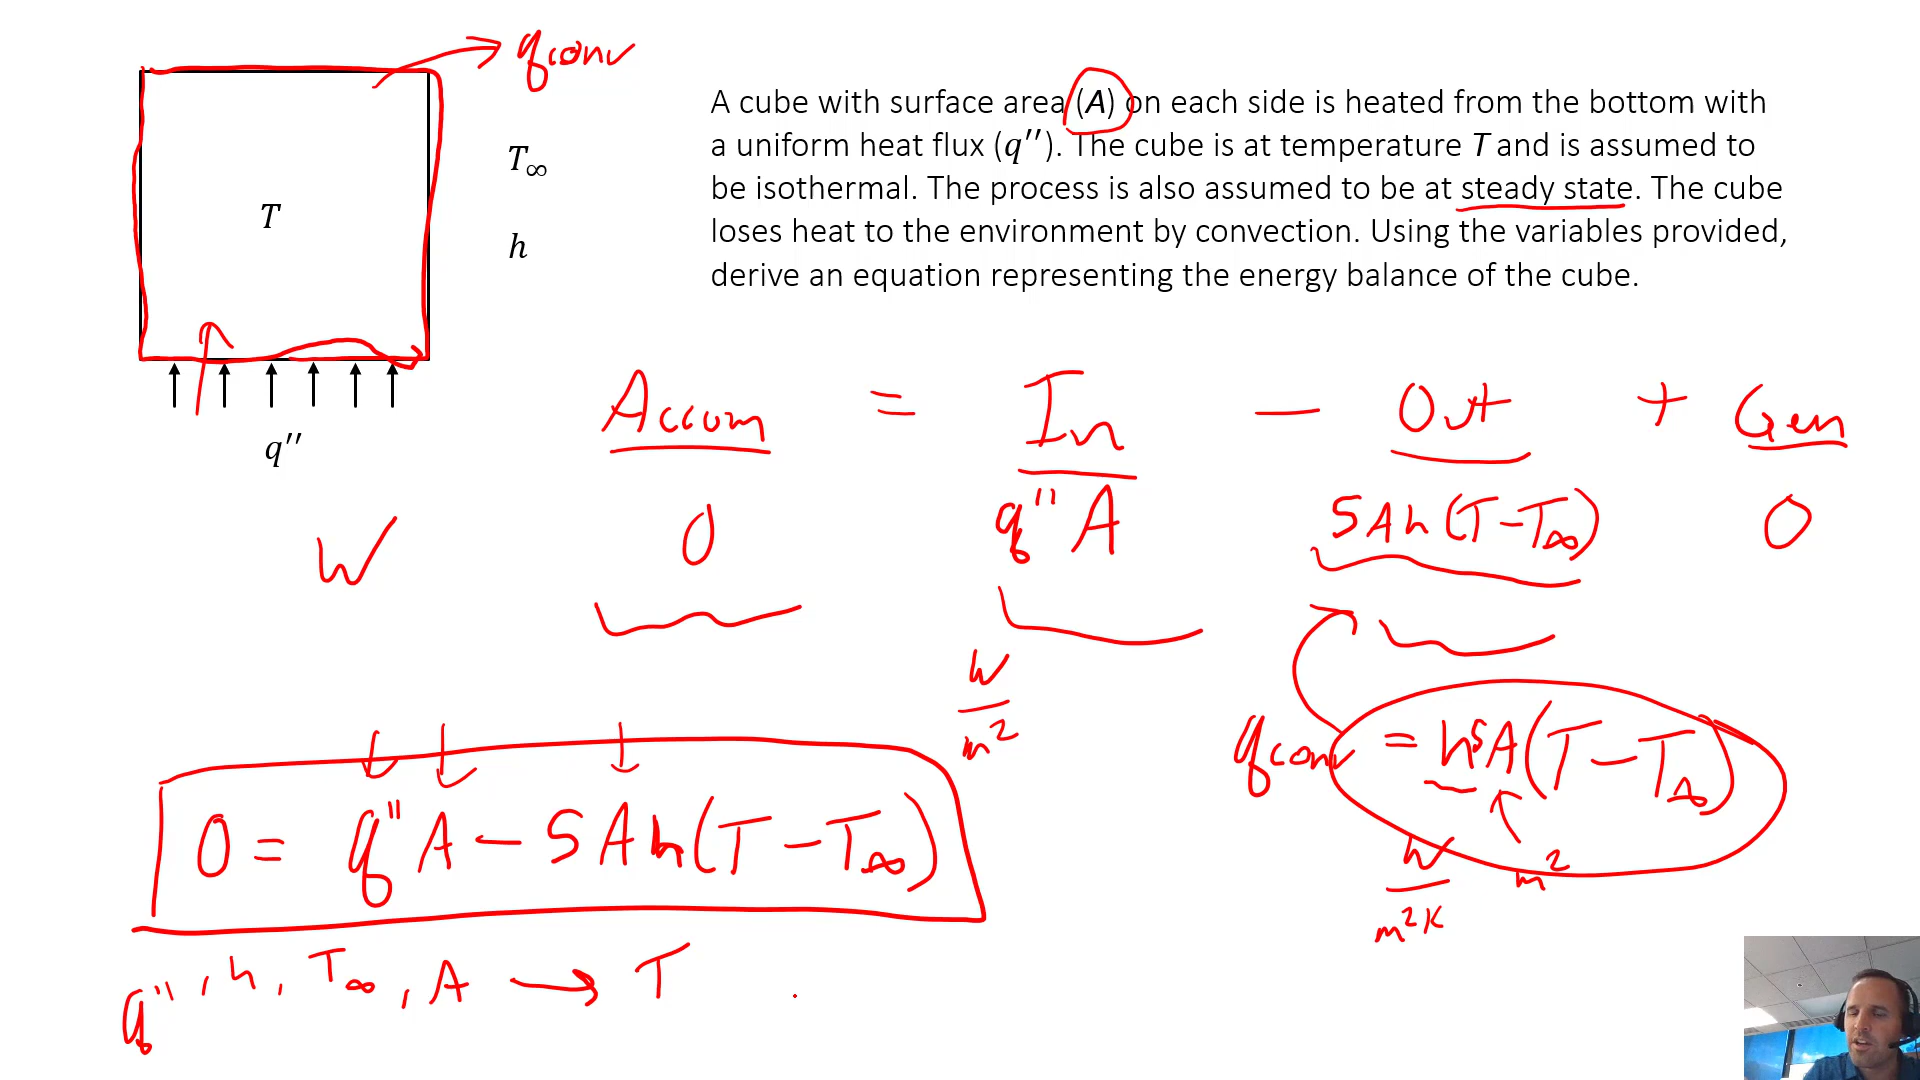 qconv
A cube with surface area (A) on each side is heated from the bottom with
a uniform heat flux (q′′). The cube is at temperature T and is assumed to
be isothermal. The process is also assumed to be at steady state. The cube
loses heat to the environment by convection. Using the variables provided,
derive an equation representing the energy balance of the cube.
T∞
T
h
q′′
Accum = In − Out + Gen
W 0 q"A 5Ah(T−T∞) 0
W/m²
qconv = h5A(T−T∞)
W/m²K m²
0 = q"A − 5Ah(T−T∞)
q", h, T∞, A → T